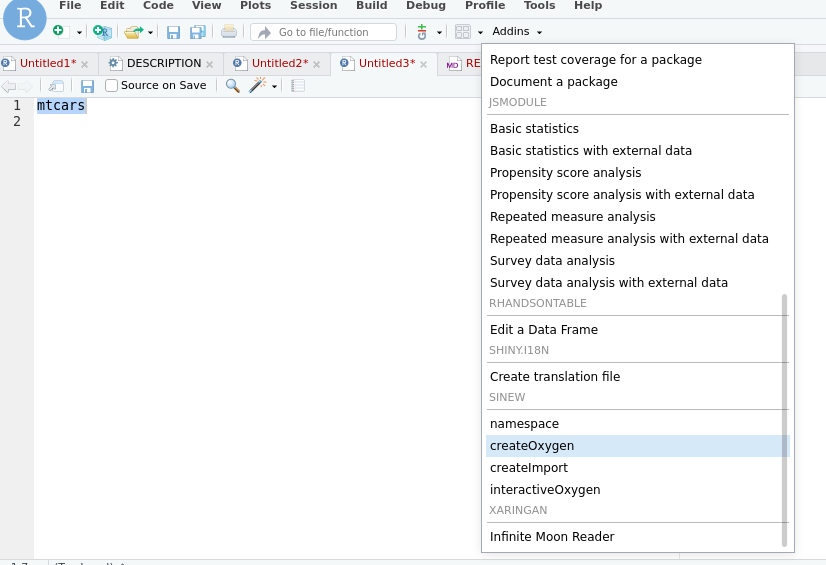 R File Edit Code View Plots Session Build Debug Profile Tools Help
Go to file/function Addins
Untitled1* DESCRIPTION Untitled2* Untitled3* MD RE
Source on Save
1 mtcars
2
Report test coverage for a package
Document a package
JSMODULE
Basic statistics
Basic statistics with external data
Propensity score analysis
Propensity score analysis with external data
Repeated measure analysis
Repeated measure analysis with external data
Survey data analysis
Survey data analysis with external data
RHANDSONTABLE
Edit a Data Frame
SHINY.I18N
Create translation file
SINEW
namespace
createOxygen
createImport
interactiveOxygen
XARINGAN
Infinite Moon Reader